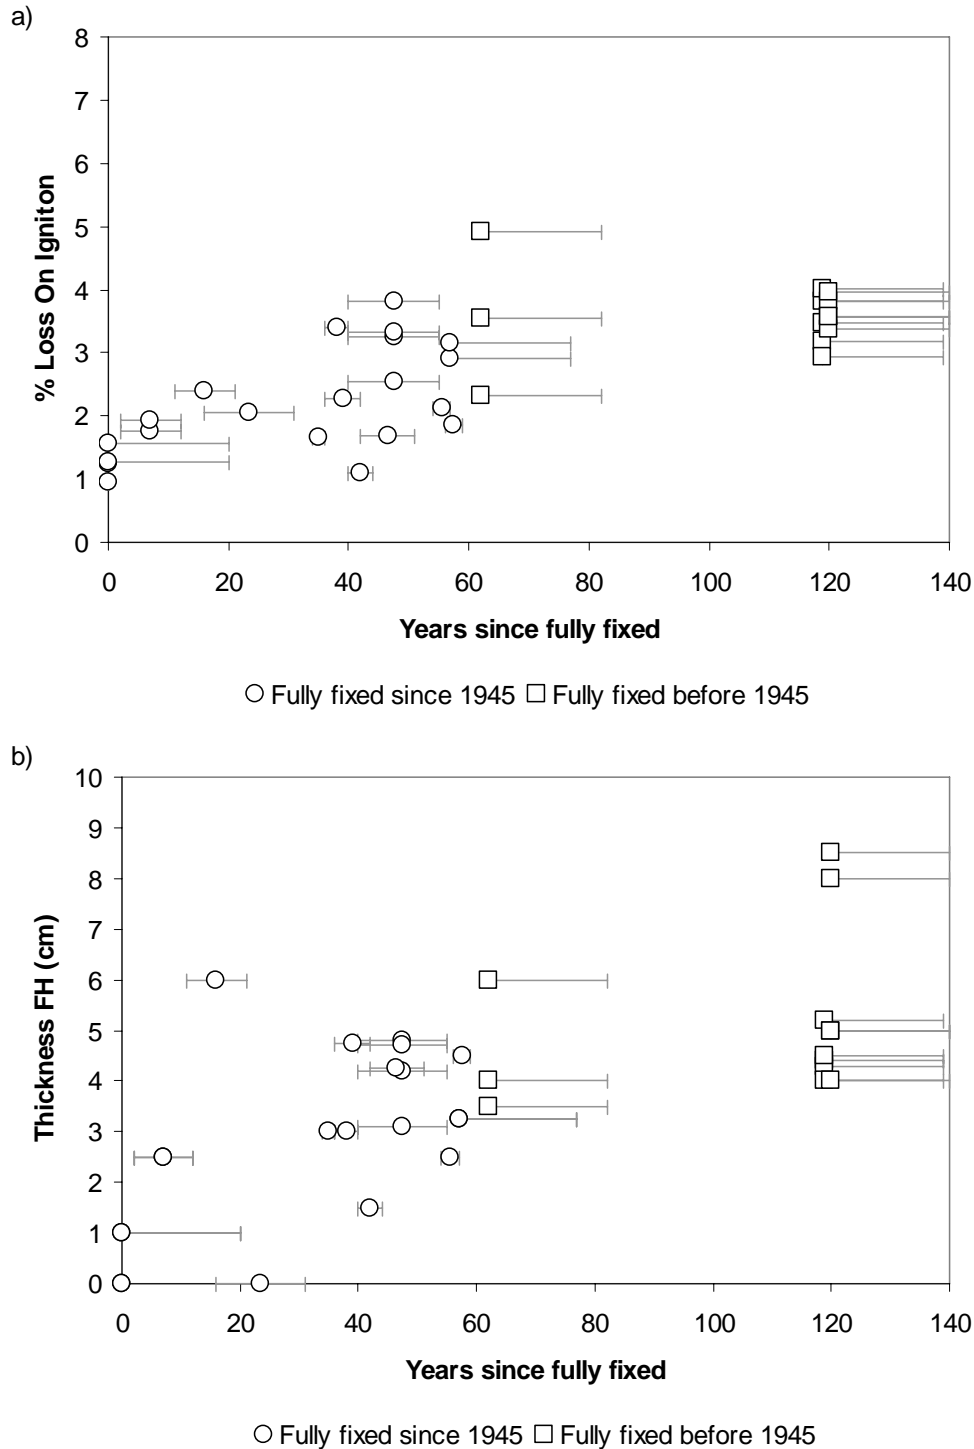 a)
8
7
6
5
4
3
2
1
0
% Loss On Igniton
0 20 40 60 80 100 120 140
Years since fully fixed
Fully fixed since 1945 Fully fixed before 1945
b)
10
9
8
7
6
5
4
3
2
1
0
Thickness FH (cm)
0 20 40 60 80 100 120 140
Years since fully fixed
Fully fixed since 1945 Fully fixed before 1945